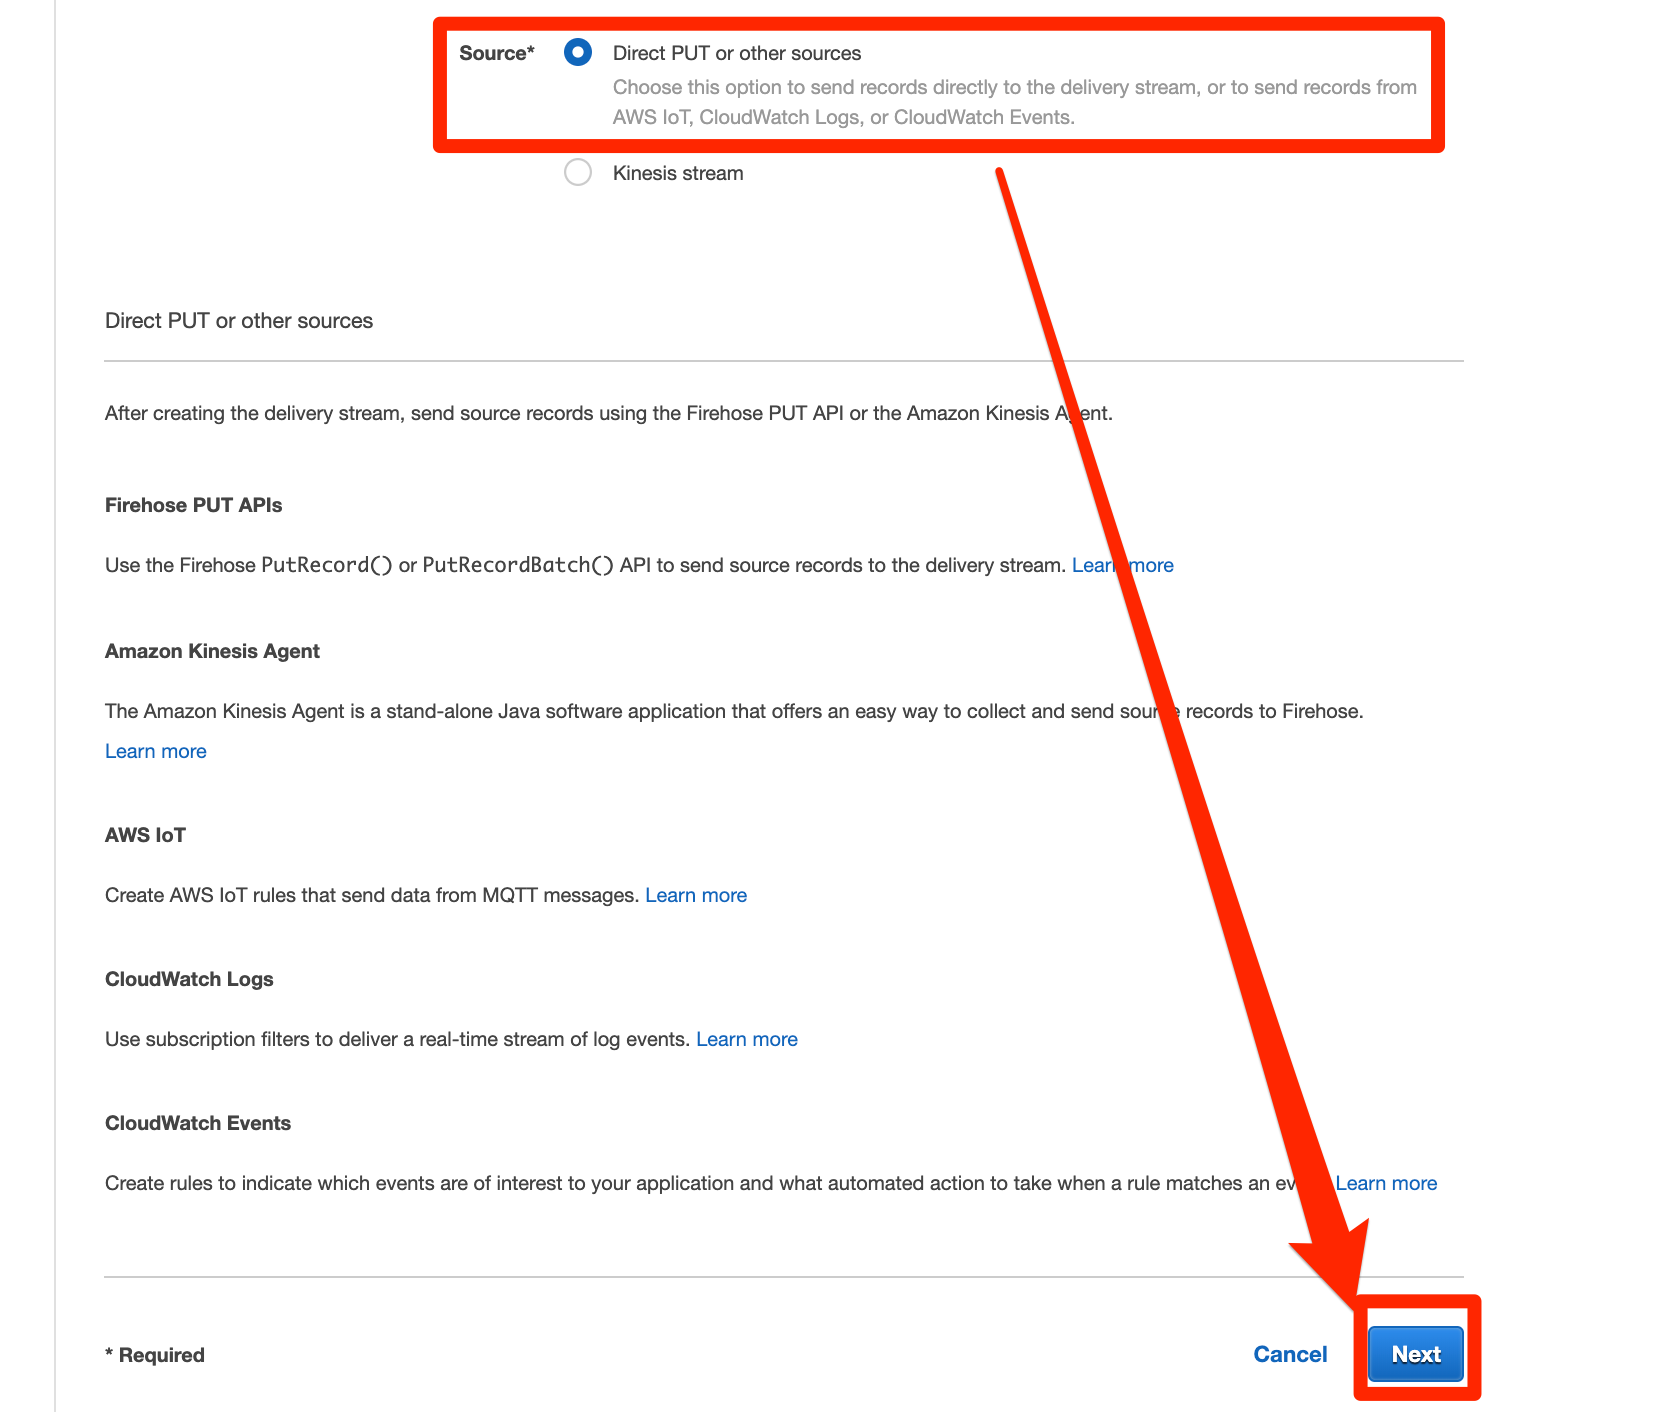 Source*
Direct PUT or other sources
Choose this option to send records directly to the delivery stream, or to send records from
AWS IoT, CloudWatch Logs, or CloudWatch Events.
Kinesis stream
Direct PUT or other sources
After creating the delivery stream, send source records using the Firehose PUT API or the Amazon Kinesis Agent.
Firehose PUT APIs
Use the Firehose PutRecord() or PutRecordBatch() API to send source records to the delivery stream. Learn more
Amazon Kinesis Agent
The Amazon Kinesis Agent is a stand-alone Java software application that offers an easy way to collect and send source records to Firehose.
Learn more
AWS IoT
Create AWS IoT rules that send data from MQTT messages. Learn more
CloudWatch Logs
Use subscription filters to deliver a real-time stream of log events. Learn more
CloudWatch Events
Create rules to indicate which events are of interest to your application and what automated action to take when a rule matches an Learn more
* Required
Cancel
Next